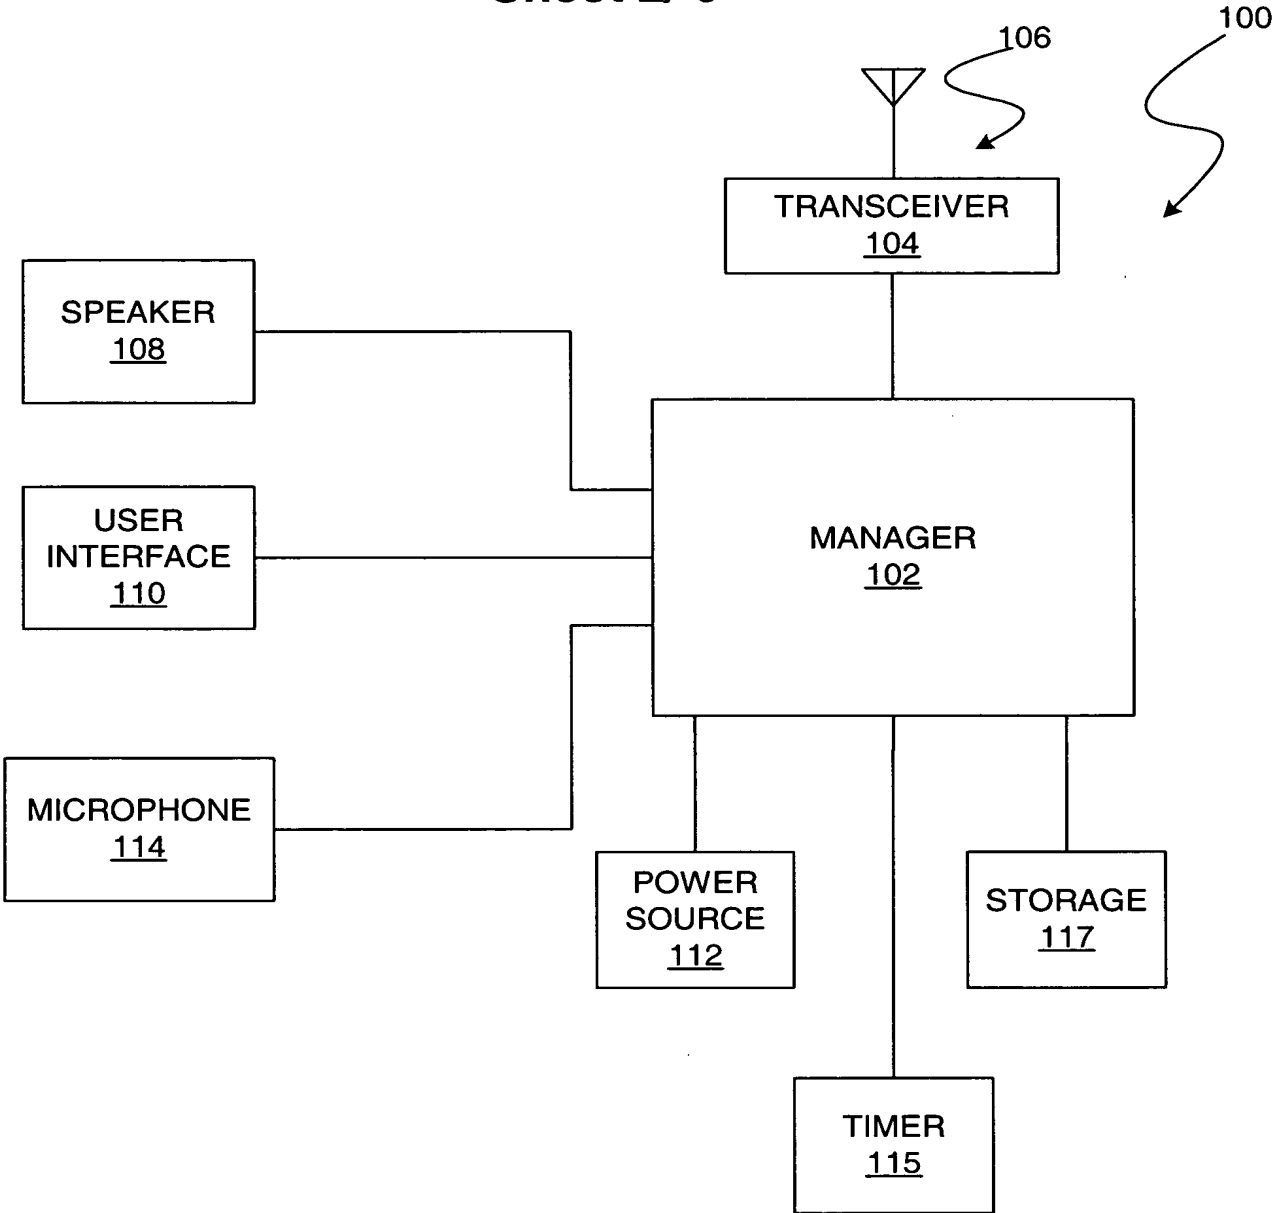 100
106
TRANSCEIVER
104
SPEAKER
108
USER
INTERFACE
110
MANAGER
102
MICROPHONE
114
POWER
SOURCE
112
STORAGE
117
TIMER
115